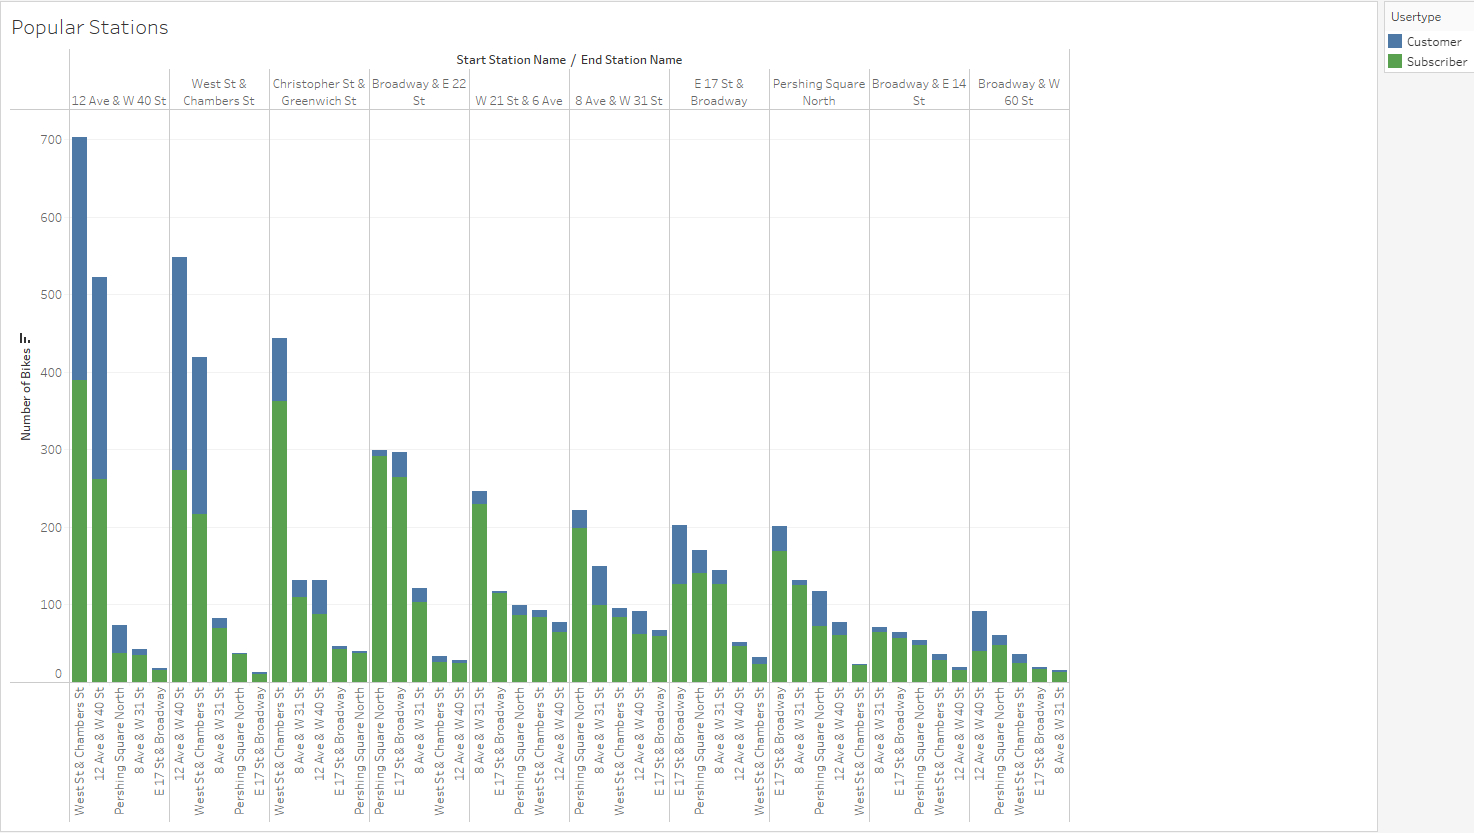 Popular Stations
Usertype
Customer
Subscriber
Start Station Name / End Station Name
12 Ave & W 40 St
West St &
Chambers St
Christopher St &
Greenwich St
Broadway & E 22
St
W 21 St & 6 Ave
8 Ave & W 31 St
E 17 St &
Broadway
Pershing Square
North
Broadway & E 14
St
Broadway & W
60 St
Number of Bikes
700
600
500
400
300
200
100
0
West St & Chambers St
12 Ave & W 40 St
Pershing Square North
8 Ave & W 31 St
E 17 St & Broadway
12 Ave & W 40 St
West St & Chambers St
8 Ave & W 31 St
Pershing Square North
E 17 St & Broadway
West St & Chambers St
8 Ave & W 31 St
12 Ave & W 40 St
E 17 St & Broadway
Pershing Square North
Pershing Square North
E 17 St & Broadway
8 Ave & W 31 St
West St & Chambers St
12 Ave & W 40 St
8 Ave & W 31 St
E 17 St & Broadway
Pershing Square North
West St & Chambers St
12 Ave & W 40 St
Pershing Square North
8 Ave & W 31 St
West St & Chambers St
12 Ave & W 40 St
E 17 St & Broadway
E 17 St & Broadway
Pershing Square North
8 Ave & W 31 St
12 Ave & W 40 St
West St & Chambers St
E 17 St & Broadway
8 Ave & W 31 St
Pershing Square North
12 Ave & W 40 St
West St & Chambers St
8 Ave & W 31 St
E 17 St & Broadway
Pershing Square North
West St & Chambers St
12 Ave & W 40 St
12 Ave & W 40 St
Pershing Square North
West St & Chambers St
E 17 St & Broadway
8 Ave & W 31 St